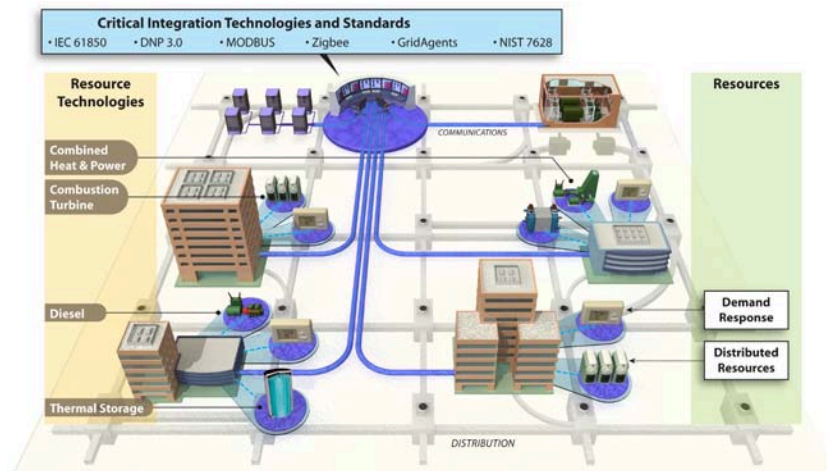 Critical Integration Technologies and Standards
• IEC 61850 • DNP 3.0 • MODBUS • Zigbee • GridAgents • NIST 7628
Resource
Technologies
Resources
COMMUNICATIONS
Combined
Heat & Power
Combustion
Turbine
Diesel
Demand
Response
Distributed
Resources
Thermal Storage
DISTRIBUTION